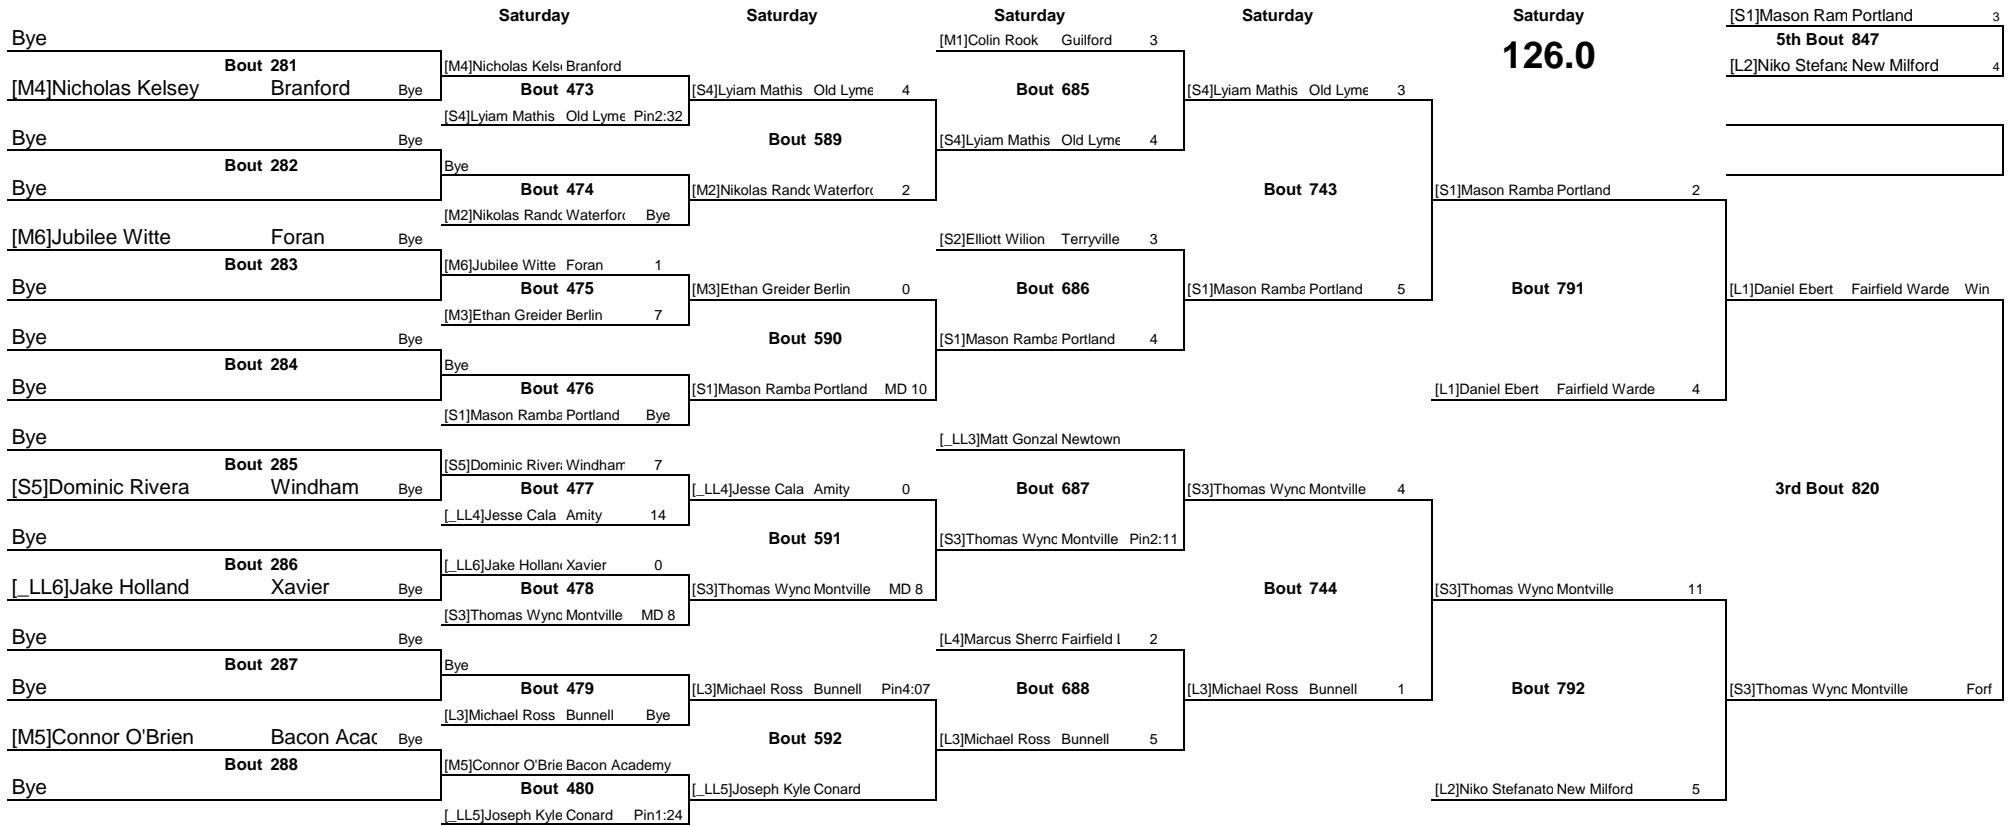 Saturday Saturday Saturday Saturday Saturday
126.0
[S1]Mason Ram Portland 3
5th Bout 847
[L2]Niko Stefana New Milford 4
Bye
Bout 281
[M4]Nicholas Kelsey Branford Bye
Bye Bye
Bout 282
Bye
[M6]Jubilee Witte Foran Bye
Bout 283
Bye
Bye Bye
Bout 284
Bye
Bye
Bout 285
[S5]Dominic Rivera Windham Bye
Bye
Bout 286
[_LL6]Jake Holland Xavier Bye
Bye Bye
Bout 287
Bye
[M5]Connor O'Brien Bacon Acac Bye
Bout 288
Bye
[M4]Nicholas Kelse Branford
Bout 473
[S4]Lyiam Mathis Old Lyme Pin2:32
Bye
Bout 474
[M2]Nikolas Randc Waterford Bye
[M6]Jubilee Witte Foran 1
Bout 475
[M3]Ethan Greider Berlin 7
Bye
Bout 476
[S1]Mason Ramba Portland Bye
[S5]Dominic Rivera Windham 7
Bout 477
[_LL4]Jesse Cala Amity 14
[_LL6]Jake Hollanc Xavier 0
Bout 478
[S3]Thomas Wync Montville MD 8
Bye
Bout 479
[L3]Michael Ross Bunnell Bye
[M5]Connor O'Brie Bacon Academy
Bout 480
[_LL5]Joseph Kyle Conard Pin1:24
[S4]Lyiam Mathis Old Lyme 4
Bout 589
[M2]Nikolas Randc Waterford 2
[M3]Ethan Greider Berlin 0
Bout 590
[S1]Mason Ramba Portland MD 10
[_LL4]Jesse Cala Amity 0
Bout 591
[S3]Thomas Wync Montville MD 8
[L3]Michael Ross Bunnell Pin4:07
Bout 592
[_LL5]Joseph Kyle Conard
[M1]Colin Rook Guilford 3
Bout 685
[S4]Lyiam Mathis Old Lyme 4
[S2]Elliott Wilion Terryville 3
Bout 686
[S1]Mason Ramba Portland 4
[_LL3]Matt Gonzal Newtown
Bout 687
[S3]Thomas Wync Montville Pin2:11
[L4]Marcus Sherrc Fairfield L 2
Bout 688
[L3]Michael Ross Bunnell 5
[S4]Lyiam Mathis Old Lyme 3
Bout 743
[S1]Mason Ramba Portland 5
[S3]Thomas Wync Montville 4
Bout 744
[L3]Michael Ross Bunnell 1
[S1]Mason Ramba Portland 2
Bout 791
[L1]Daniel Ebert Fairfield Warde 4
[S3]Thomas Wync Montville 11
Bout 792
[L2]Niko Stefanato New Milford 5
[L1]Daniel Ebert Fairfield Warde Win
3rd Bout 820
[S3]Thomas Wync Montville Forf